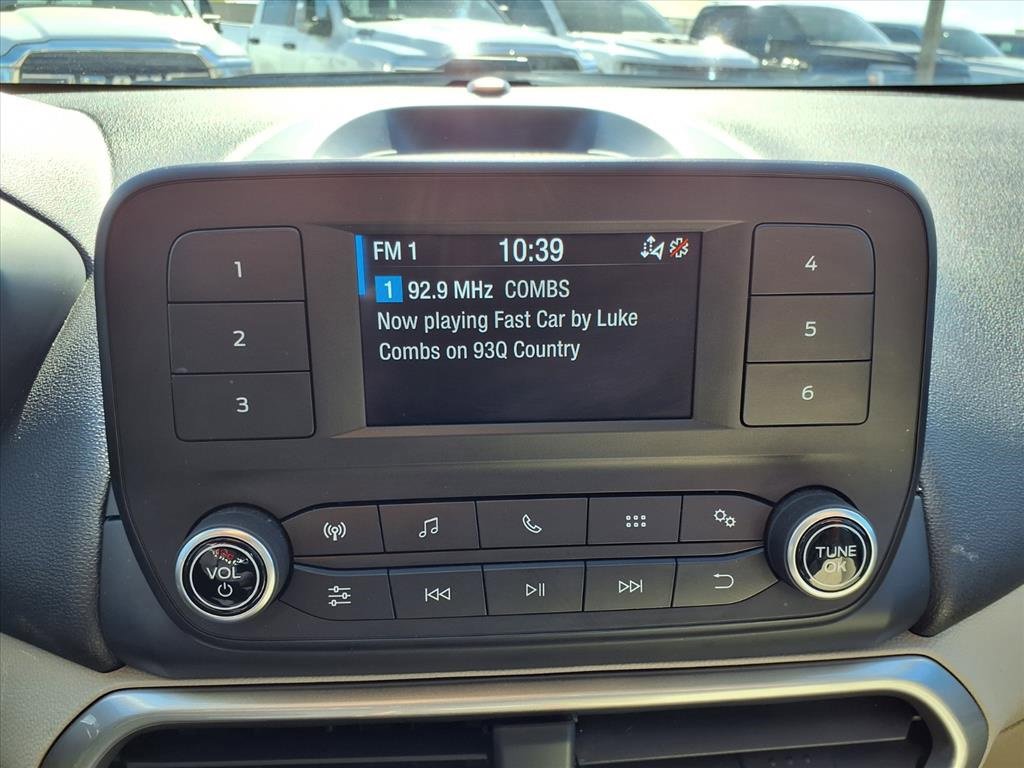 FM 1 10:39
1 92.9 MHz COMBS
Now playing Fast Car by Luke
Combs on 93Q Country
1
2
3
4
5
6
VOL
TUNE
OK